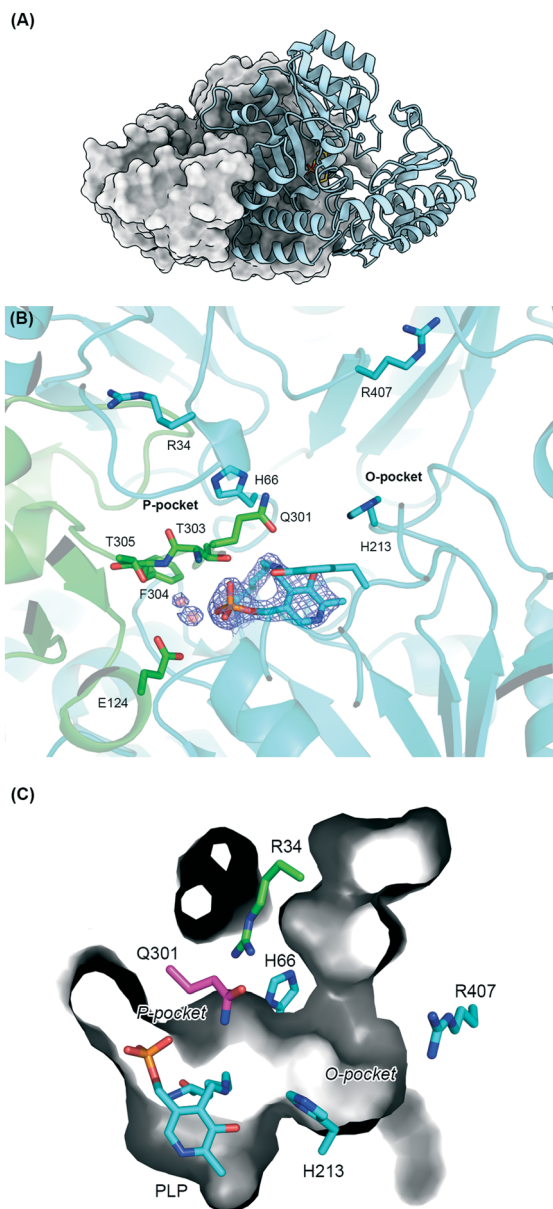 (A)
(B)
R407
R34
H66
P-pocket
O-pocket
T303
Q301
T305
H213
F304
E124
(C)
R34
Q301
H66
P-pocket
R407
O-pocket
H213
PLP